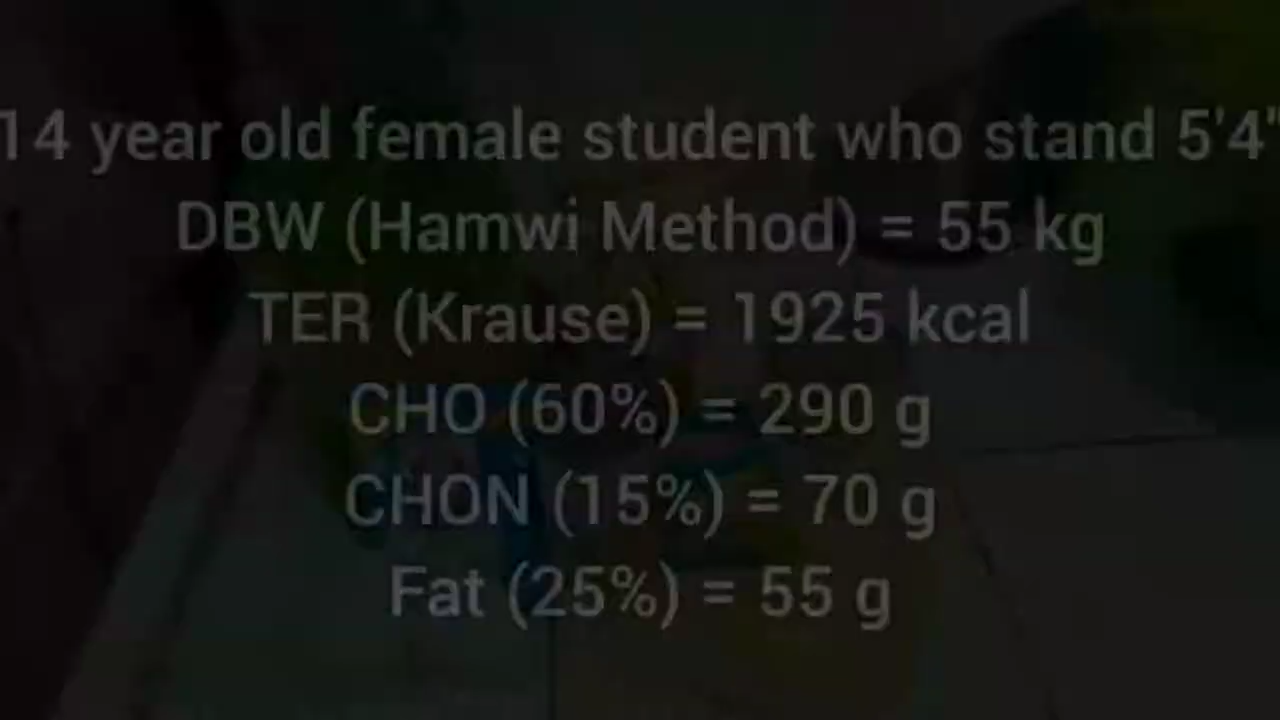 14 year old female student who stand 5'4"
DBW (Hamwi Method) = 55 kg
TER (Krause) = 1925 kcal
CHO (60%) = 290 g
CHON (15%) = 70 g
Fat (25%) = 55 g